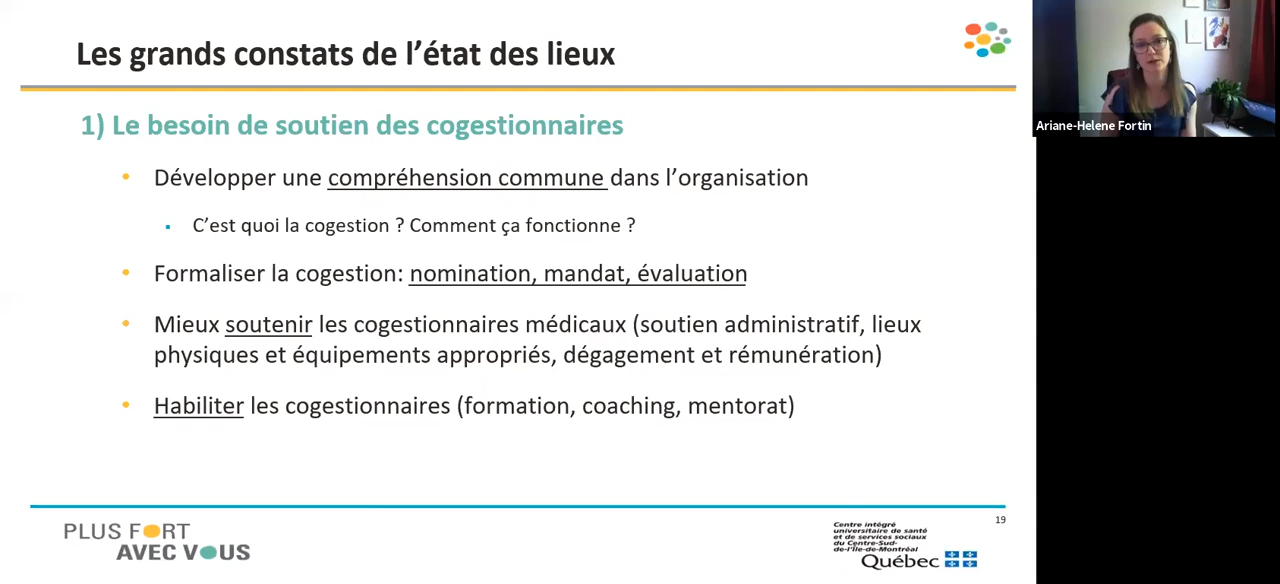 Les grands constats de l’état des lieux
1) Le besoin de soutien des cogestionnaires
• Développer une compréhension commune dans l’organisation
▪ C’est quoi la cogestion ? Comment ça fonctionne ?
• Formaliser la cogestion: nomination, mandat, évaluation
• Mieux soutenir les cogestionnaires médicaux (soutien administratif, lieux
physiques et équipements appropriés, dégagement et rémunération)
• Habiliter les cogestionnaires (formation, coaching, mentorat)
19
PLUS FORT
AVEC VOUS
Centre intégré
universitaire de santé
et de services sociaux
du Centre-Sud-
de-l’Île-de-Montréal
Québec
Ariane-Helene Fortin